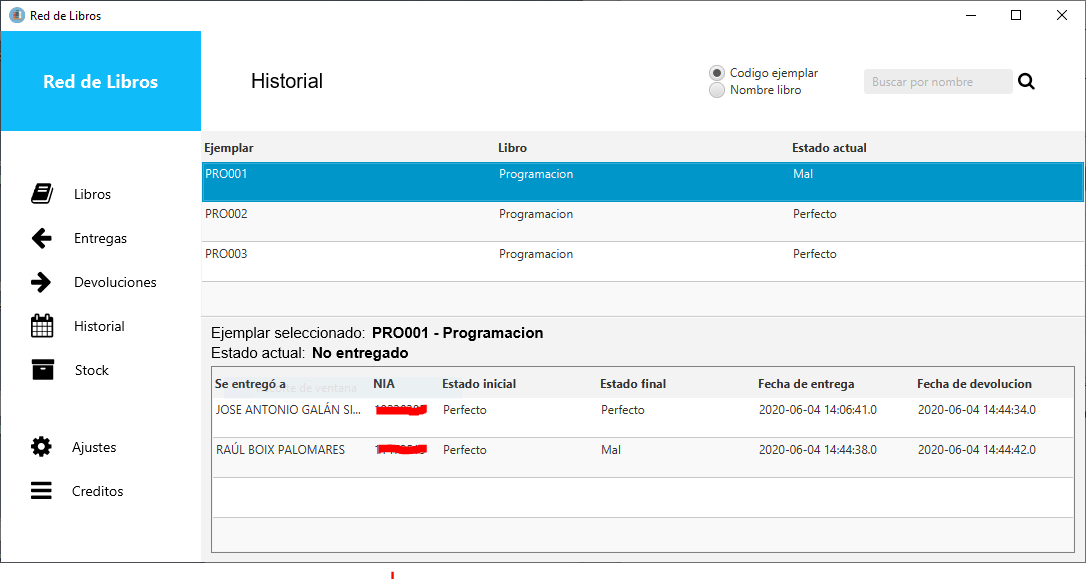 Red de Libros
Red de Libros
Historial
Codigo ejemplar
Nombre libro
Buscar por nombre
Libros
Entregas
Devoluciones
Historial
Stock
Ajustes
Creditos
Ejemplar Libro Estado actual
PRO001 Programacion Mal
PRO002 Programacion Perfecto
PRO003 Programacion Perfecto
Ejemplar seleccionado: PRO001 - Programacion
Estado actual: No entregado
Se entregó a NIA Estado inicial Estado final Fecha de entrega Fecha de devolucion
de ventana
JOSE ANTONIO GALÁN SI... Perfecto Perfecto 2020-06-04 14:06:41.0 2020-06-04 14:44:34.0
RAÚL BOIX PALOMARES Perfecto Mal 2020-06-04 14:44:38.0 2020-06-04 14:44:42.0